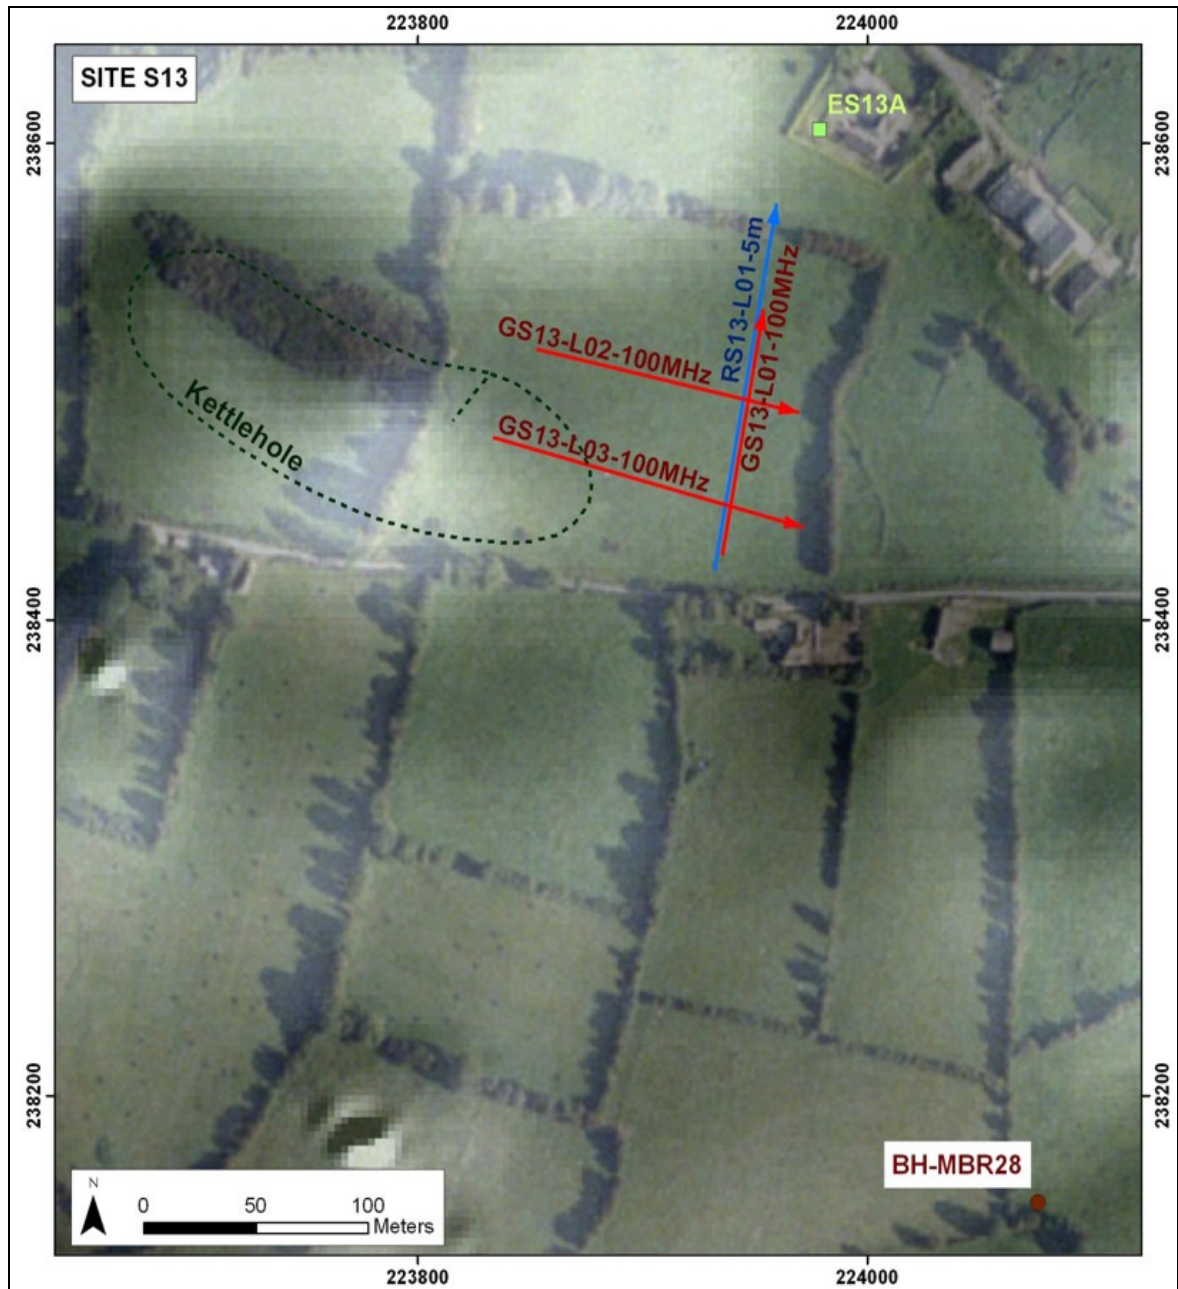 223800
224000
SITE S13
ES13A
238600
238600
RS13-L01-5m
GS13-L01-100MHz
GS13-L02-100MHz
Kettlehole
GS13-L03-100MHz
238400
238400
238200
238200
BH-MBR28
N
0 50 100
Meters
223800
224000